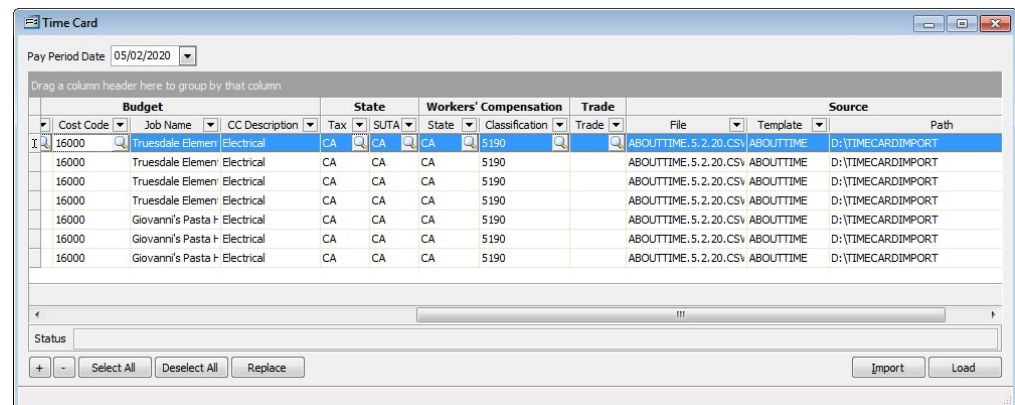 Time Card
Pay Period Date 05/02/2020
Drag a column header here to group by that column
Budget State Workers' Compensation Trade Source
Cost Code Job Name CC Description Tax SUTA State Classification Trade File Template Path
16000 Truesdale Elemen Electrical CA CA CA 5190 ABOUTTIME.5.2.20.CSV ABOUTTIME D:\TIMECARDIMPORT
16000 Truesdale Elemen Electrical CA CA CA 5190 ABOUTTIME.5.2.20.CSV ABOUTTIME D:\TIMECARDIMPORT
16000 Truesdale Elemen Electrical CA CA CA 5190 ABOUTTIME.5.2.20.CSV ABOUTTIME D:\TIMECARDIMPORT
16000 Truesdale Elemen Electrical CA CA CA 5190 ABOUTTIME.5.2.20.CSV ABOUTTIME D:\TIMECARDIMPORT
16000 Giovanni's Pasta H Electrical CA CA CA 5190 ABOUTTIME.5.2.20.CSV ABOUTTIME D:\TIMECARDIMPORT
16000 Giovanni's Pasta H Electrical CA CA CA 5190 ABOUTTIME.5.2.20.CSV ABOUTTIME D:\TIMECARDIMPORT
16000 Giovanni's Pasta H Electrical CA CA CA 5190 ABOUTTIME.5.2.20.CSV ABOUTTIME D:\TIMECARDIMPORT
Status
+ - Select All Deselect All Replace Import Load